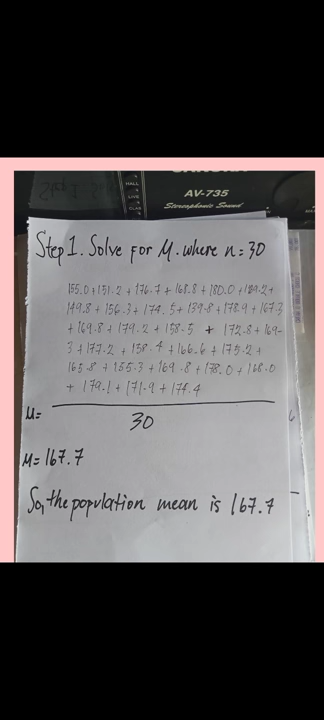 AV-735
Stereophonic Sound
Step 1. Solve for μ. where n=30
155.0+151.2+176.7+168.8+180.0+189.2+
149.8+156.3+174.5+139.8+178.9+167.3
+169.8+179.2+158.5 + 172.8+169-
3+177.2+158.4+166.6+175.2+
165.8+155.3+169.8+178.0+168.0
+179.1+171.9+174.4
μ=
30
μ=167.7
So, the population mean is 167.7